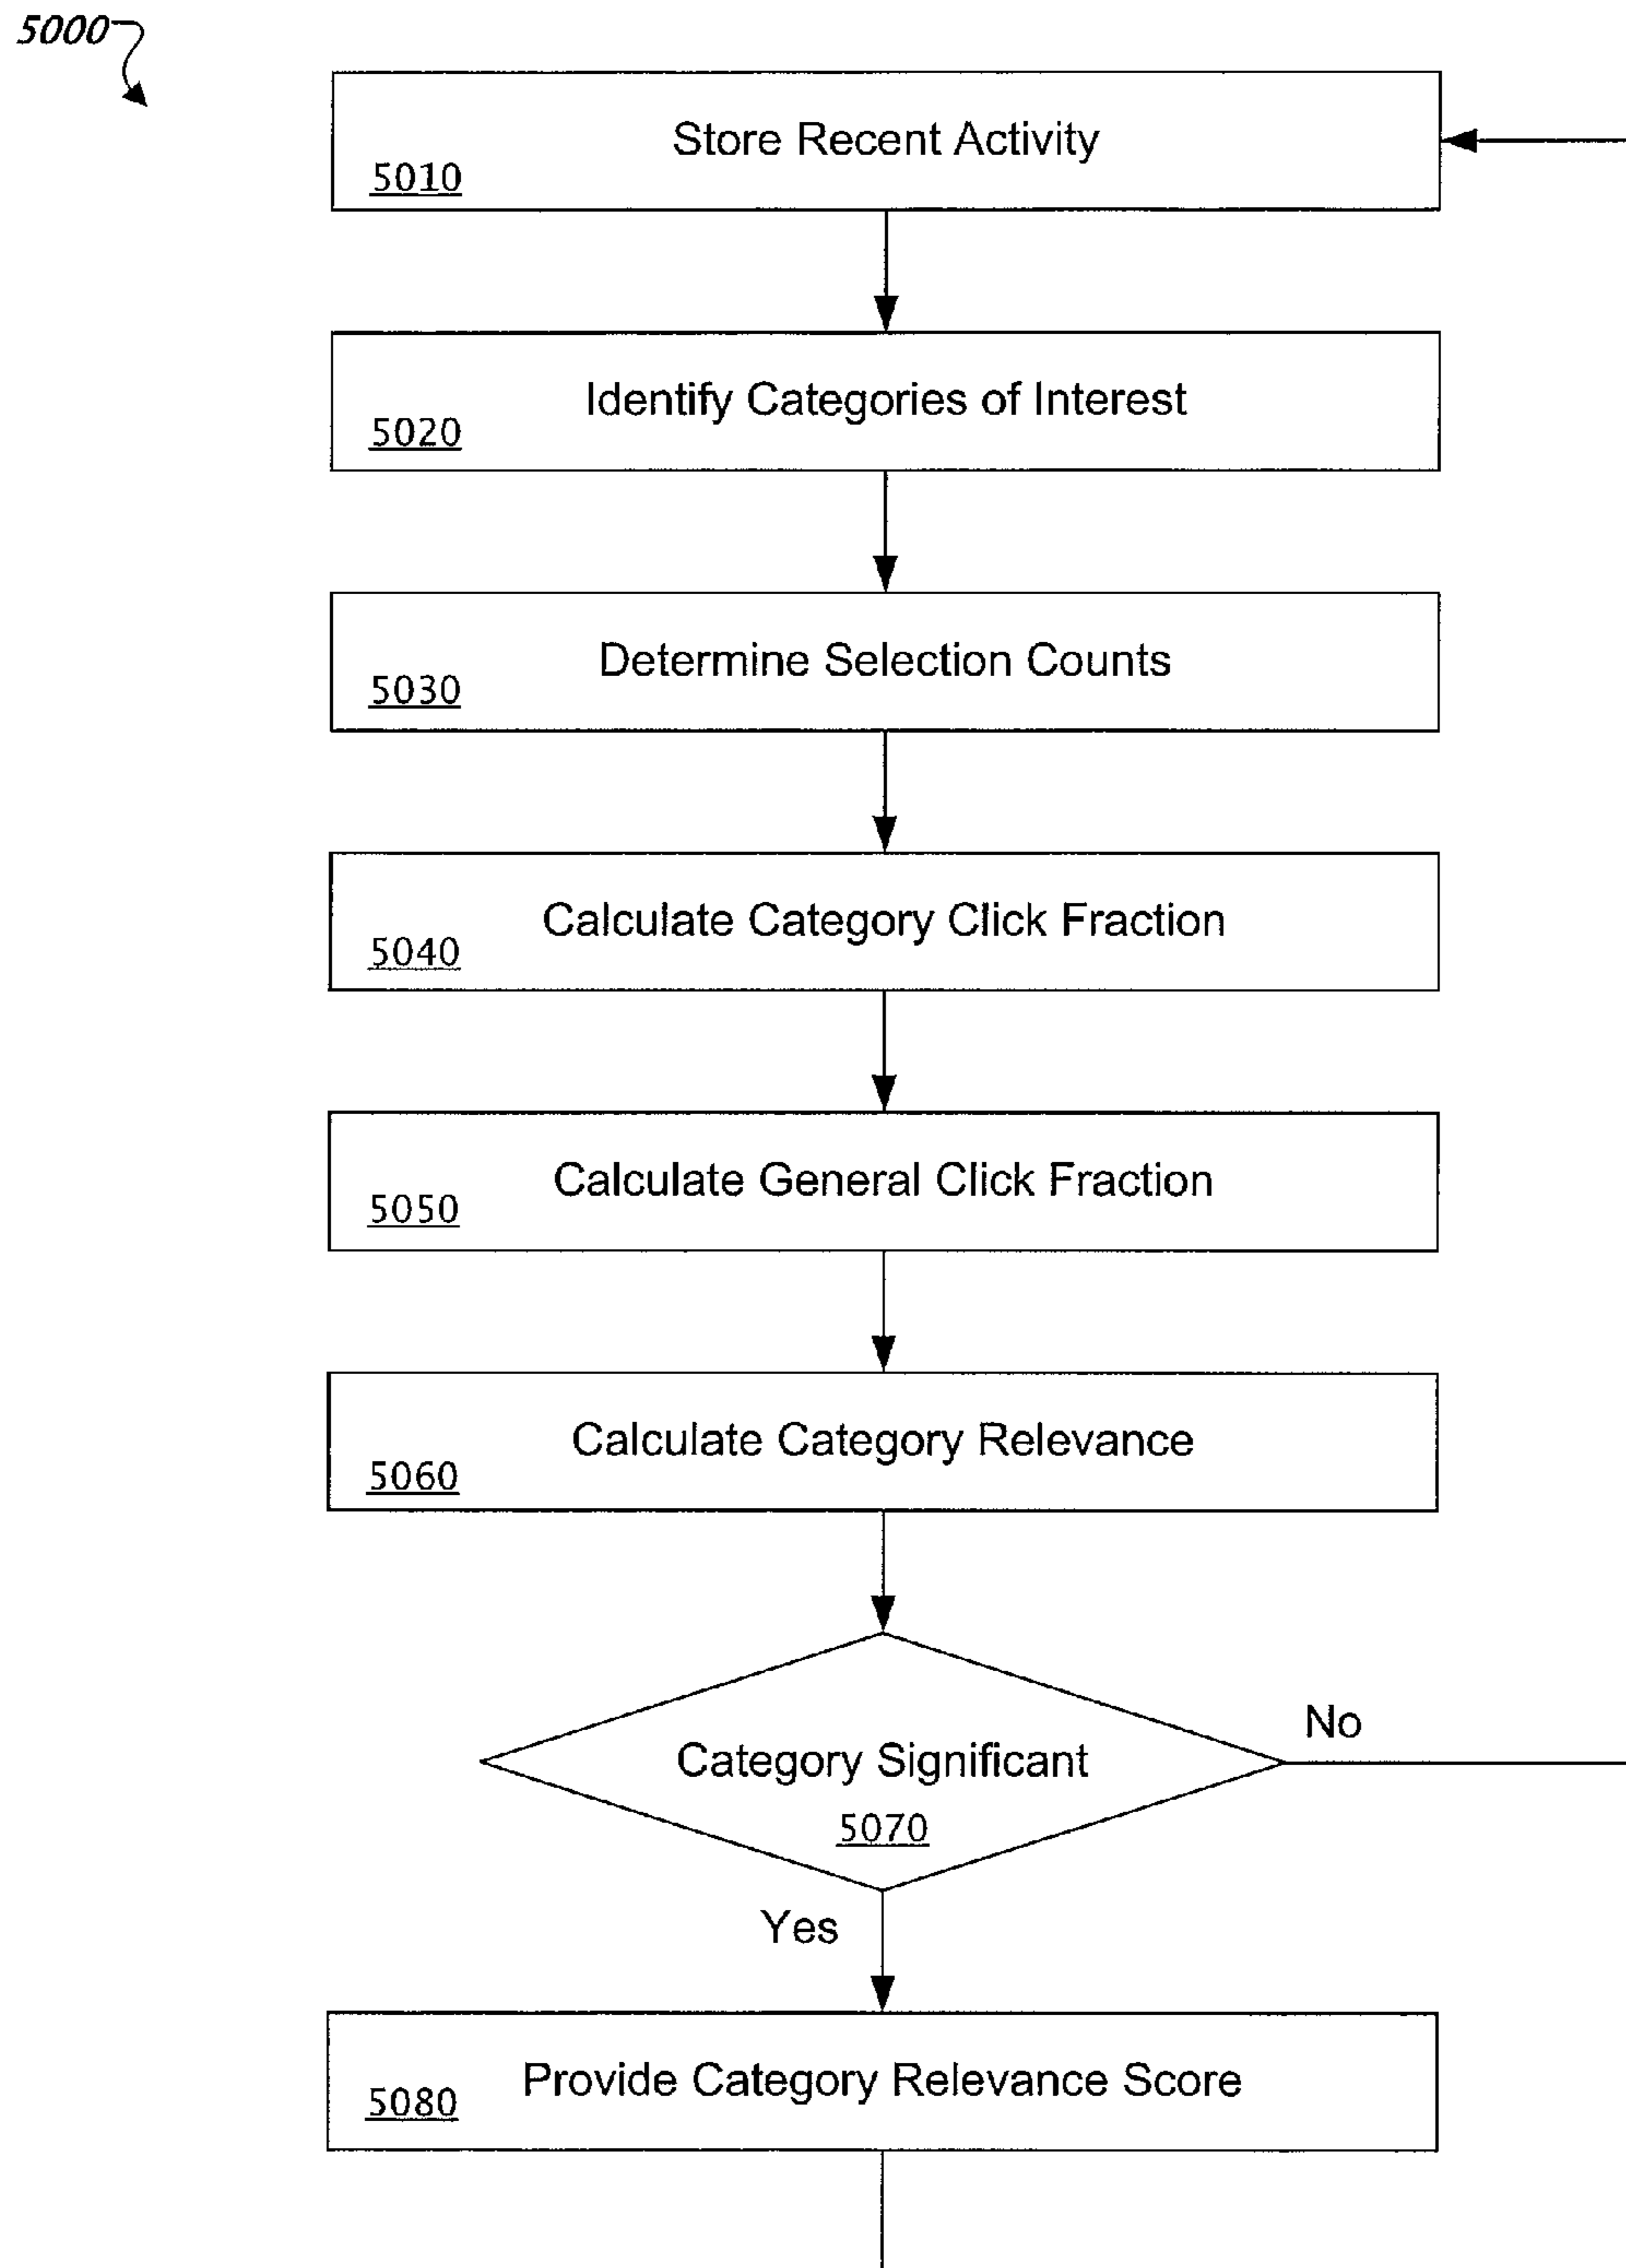 5000
Store Recent Activity
5010
Identify Categories of Interest
5020
Determine Selection Counts
5030
Calculate Category Click Fraction
5040
Calculate General Click Fraction
5050
Calculate Category Relevance
5060
No
Category Significant
5070
Yes
Provide Category Relevance Score
5080